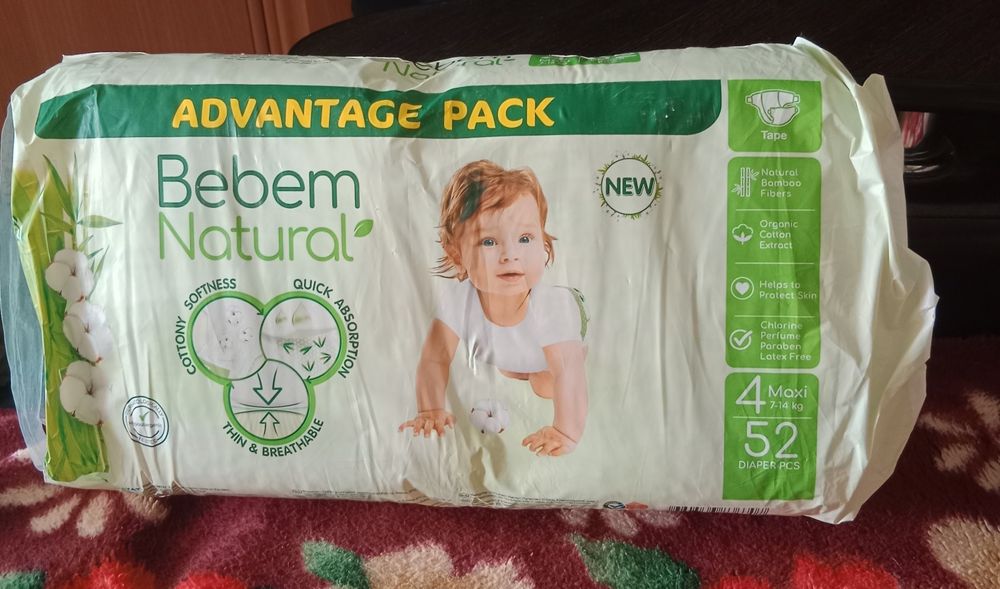 Natural
ADVANTAGE PACK
Bebem
Natural
NEW
COTTONY SOFTNESS
QUICK ABSORPTION
THIN & BREATHABLE
Tape
Natural
Bamboo
Fibers
Organic
Cotton
Extract
Helps to
Protect Skin
Chlorine
Perfume
Paraben
Latex Free
4 Maxi
7-14 kg
52
DIAPER PCS